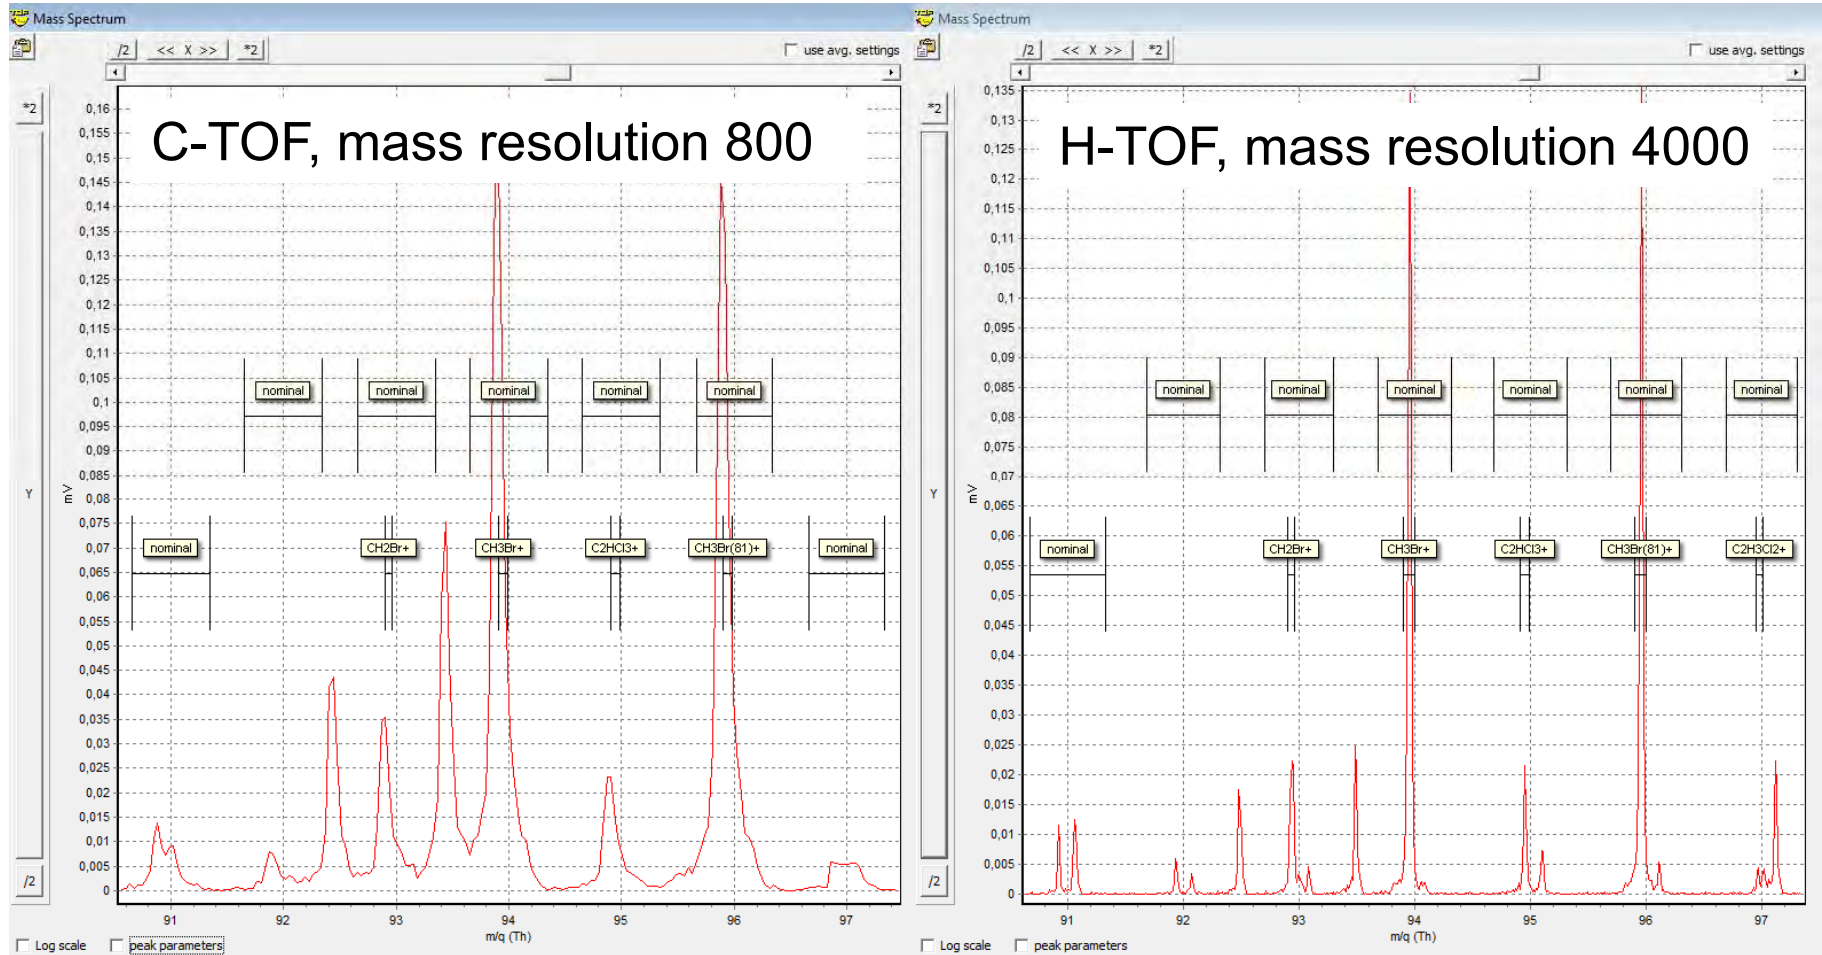 Mass Spectrum
/2 << X >> *2
use avg. settings
*2
Y
/2
C-TOF, mass resolution 800
0,16
0,155
0,15
0,145
0,14
0,135
0,13
0,125
0,12
0,115
0,11
0,105
0,1
0,095
0,09
0,085
0,08
0,075
0,07
0,065
0,06
0,055
0,05
0,045
0,04
0,035
0,03
0,025
0,02
0,015
0,01
0,005
0
mV
nominal nominal nominal nominal nominal
nominal CH2Br+ CH3Br+ C2HCl3+ CH3Br(81)+ nominal
91 92 93 94 95 96 97
m/q (Th)
Log scale peak parameters
Mass Spectrum
/2 << X >> *2
use avg. settings
*2
Y
/2
H-TOF, mass resolution 4000
0,135
0,13
0,125
0,12
0,115
0,11
0,105
0,1
0,095
0,09
0,085
0,08
0,075
0,07
0,065
0,06
0,055
0,05
0,045
0,04
0,035
0,03
0,025
0,02
0,015
0,01
0,005
0
mV
nominal nominal nominal nominal nominal nominal
nominal CH2Br+ CH3Br+ C2HCl3+ CH3Br(81)+ C2H3Cl2+
91 92 93 94 95 96 97
m/q (Th)
Log scale peak parameters